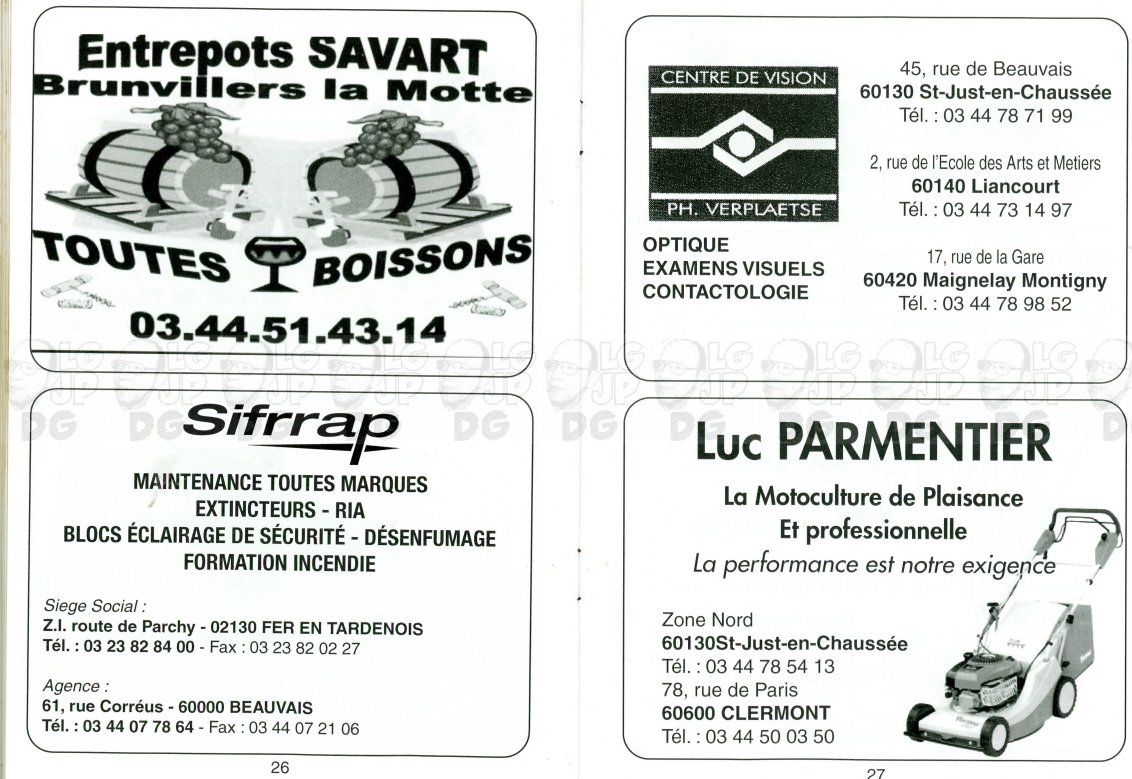 Entrepots SAVART
Brunvillers la Motte
TOUTES BOISSONS
03.44.51.43.14
Sifrrap
MAINTENANCE TOUTES MARQUES
EXTINCTEURS - RIA
BLOCS ÉCLAIRAGE DE SÉCURITÉ - DÉSENFUMAGE
FORMATION INCENDIE
Siege Social :
Z.I. route de Parchy - 02130 FER EN TARDENOIS
Tél. : 03 23 82 84 00 - Fax : 03 23 82 02 27
Agence :
61, rue Corréus - 60000 BEAUVAIS
Tél. : 03 44 07 78 64 - Fax : 03 44 07 21 06
26
CENTRE DE VISION
PH. VERPLAETSE
OPTIQUE
EXAMENS VISUELS
CONTACTOLOGIE
45, rue de Beauvais
60130 St-Just-en-Chaussée
Tél. : 03 44 78 71 99
2, rue de l'Ecole des Arts et Metiers
60140 Liancourt
Tél. : 03 44 73 14 97
17, rue de la Gare
60420 Maignelay Montigny
Tél. : 03 44 78 98 52
Luc PARMENTIER
La Motoculture de Plaisance
Et professionnelle
La performance est notre exigence
Zone Nord
60130St-Just-en-Chaussée
Tél. : 03 44 78 54 13
78, rue de Paris
60600 CLERMONT
Tél. : 03 44 50 03 50
27
LG JP DG